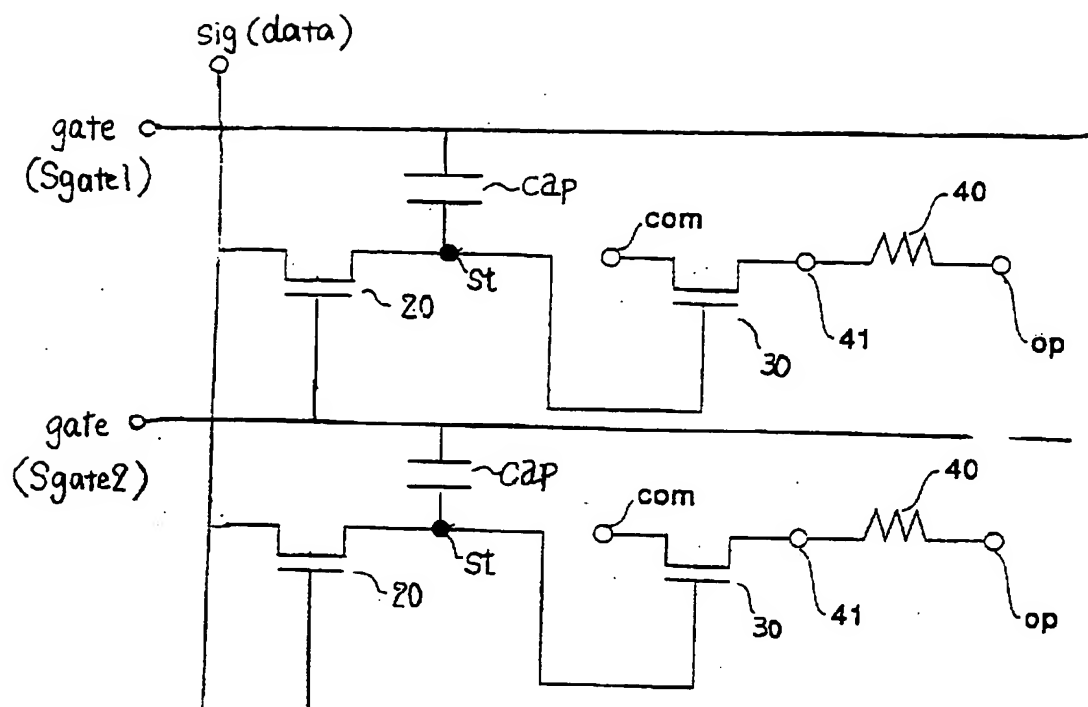 sig (data)
gate
(Sgate1)
cap
com
40
st
20
30
41
op
gate
(Sgate2)
cap
com
40
st
20
30
41
op